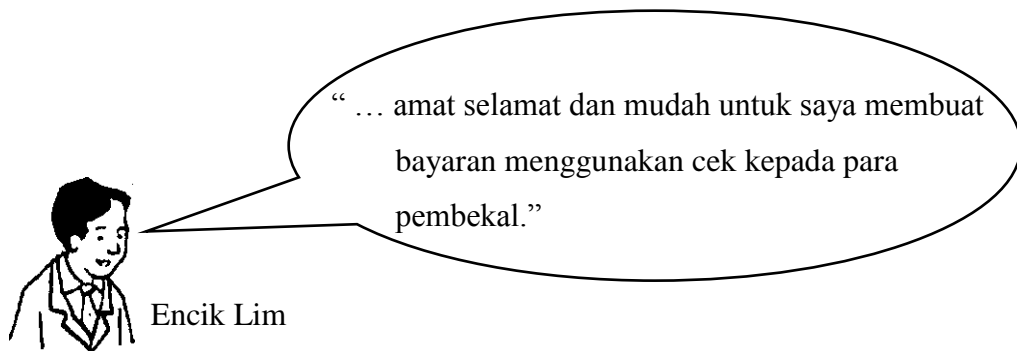 “ … amat selamat dan mudah untuk saya membuat
bayaran menggunakan cek kepada para
pembekal.”
Encik Lim